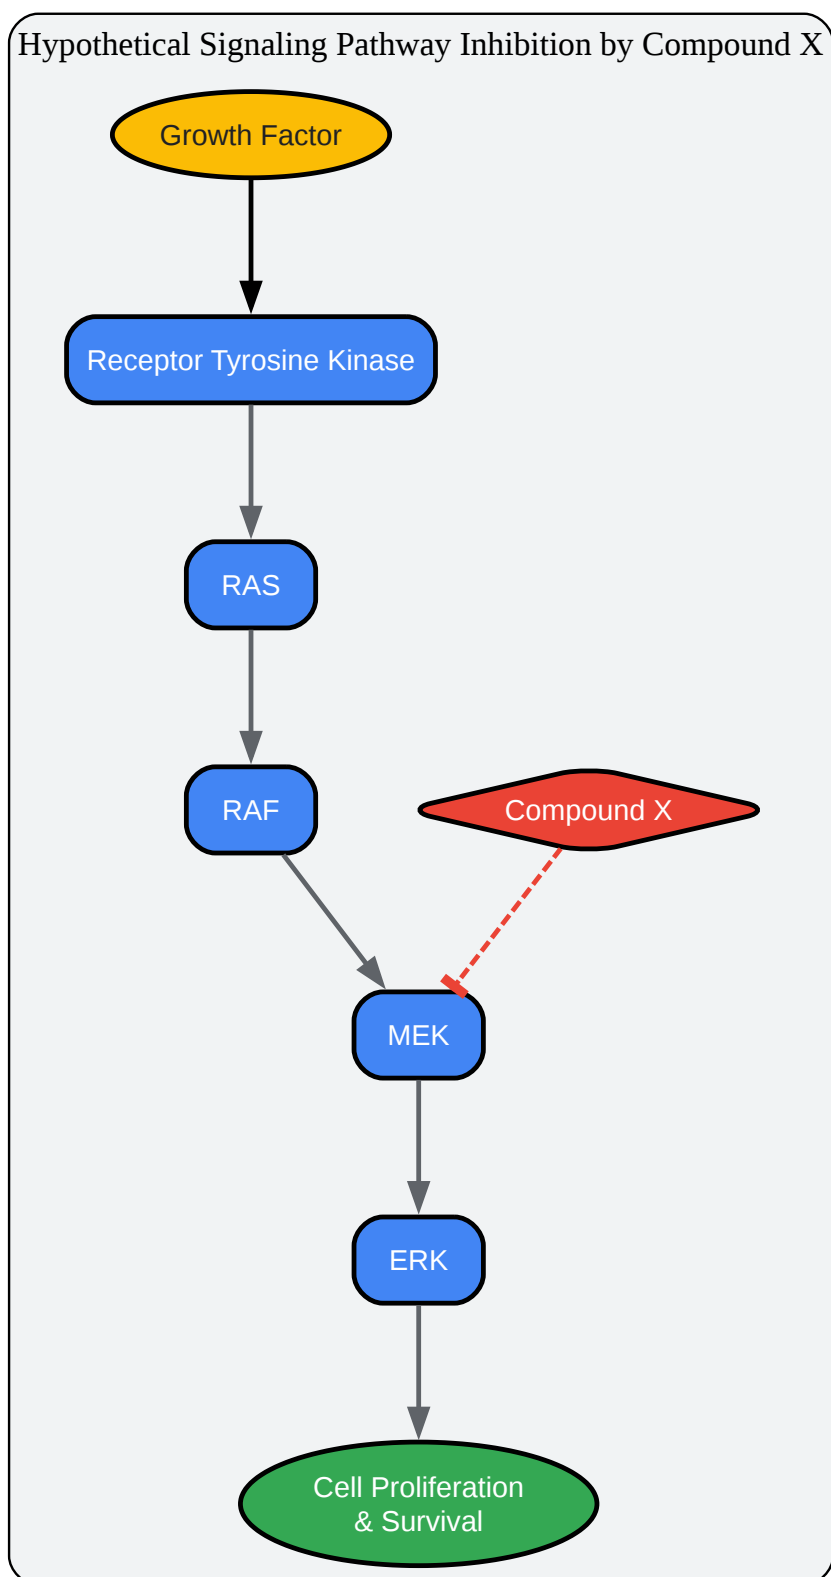 Hypothetical Signaling Pathway Inhibition by Compound X
Growth Factor
Receptor Tyrosine Kinase
RAS
RAF
Compound X
MEK
ERK
Cell Proliferation
& Survival